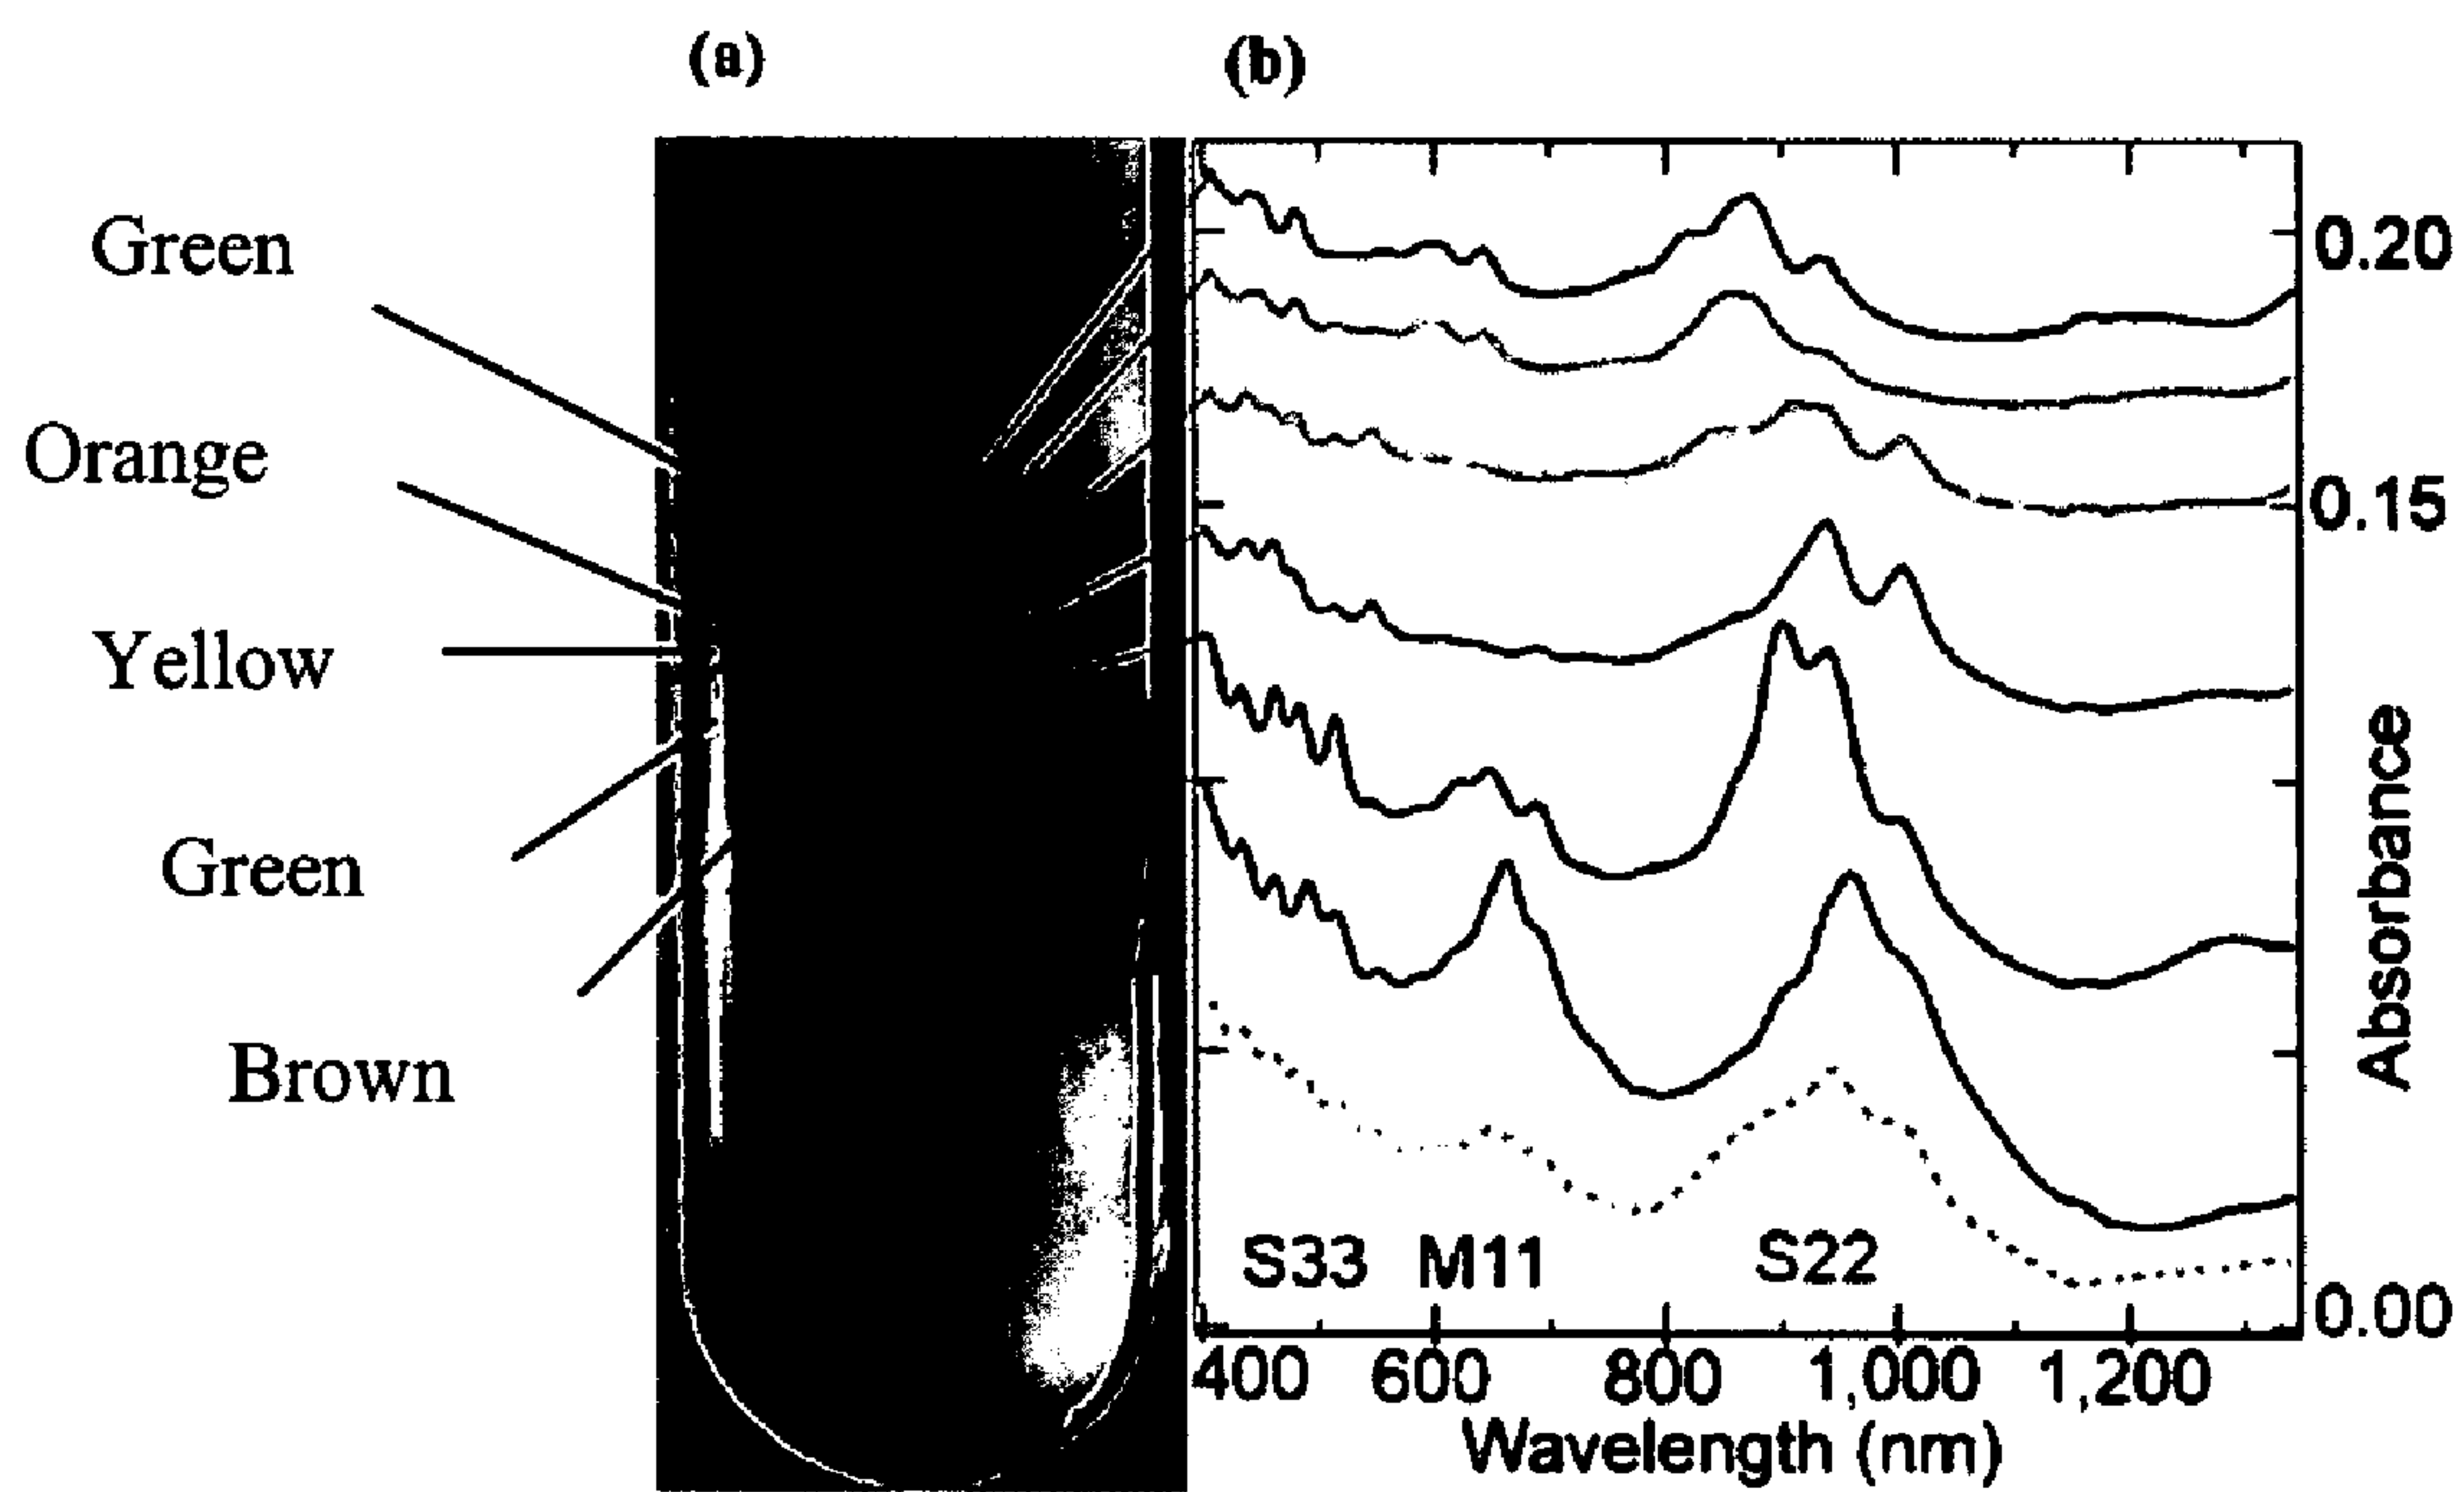 (a)
(b)
Green
Orange
Yellow
Green
Brown
0.20
0.15
0.00
Absorbance
S33 M11 S22
400 600 800 1,000 1,200
Wavelength (nm)